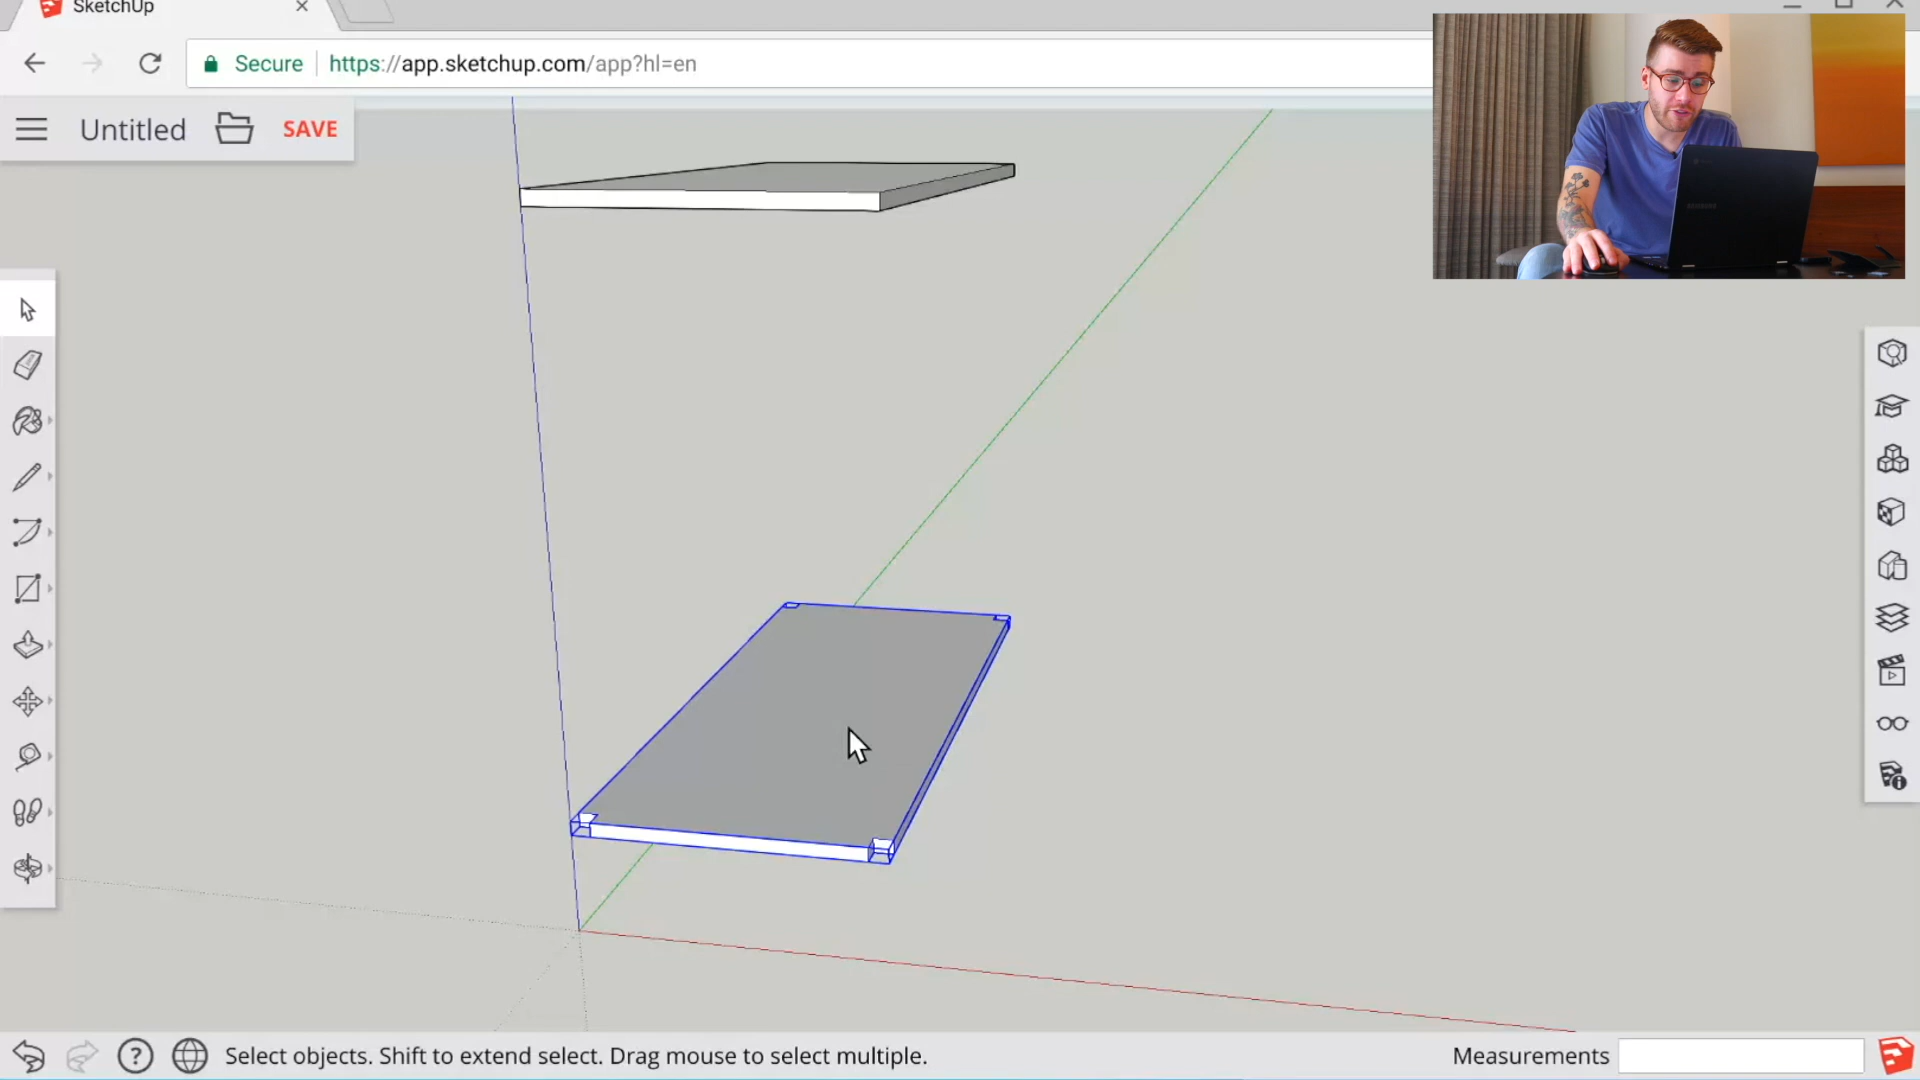 SketchUp
Secure https://app.sketchup.com/app?hl=en
Untitled SAVE
Select objects. Shift to extend select. Drag mouse to select multiple.
Measurements